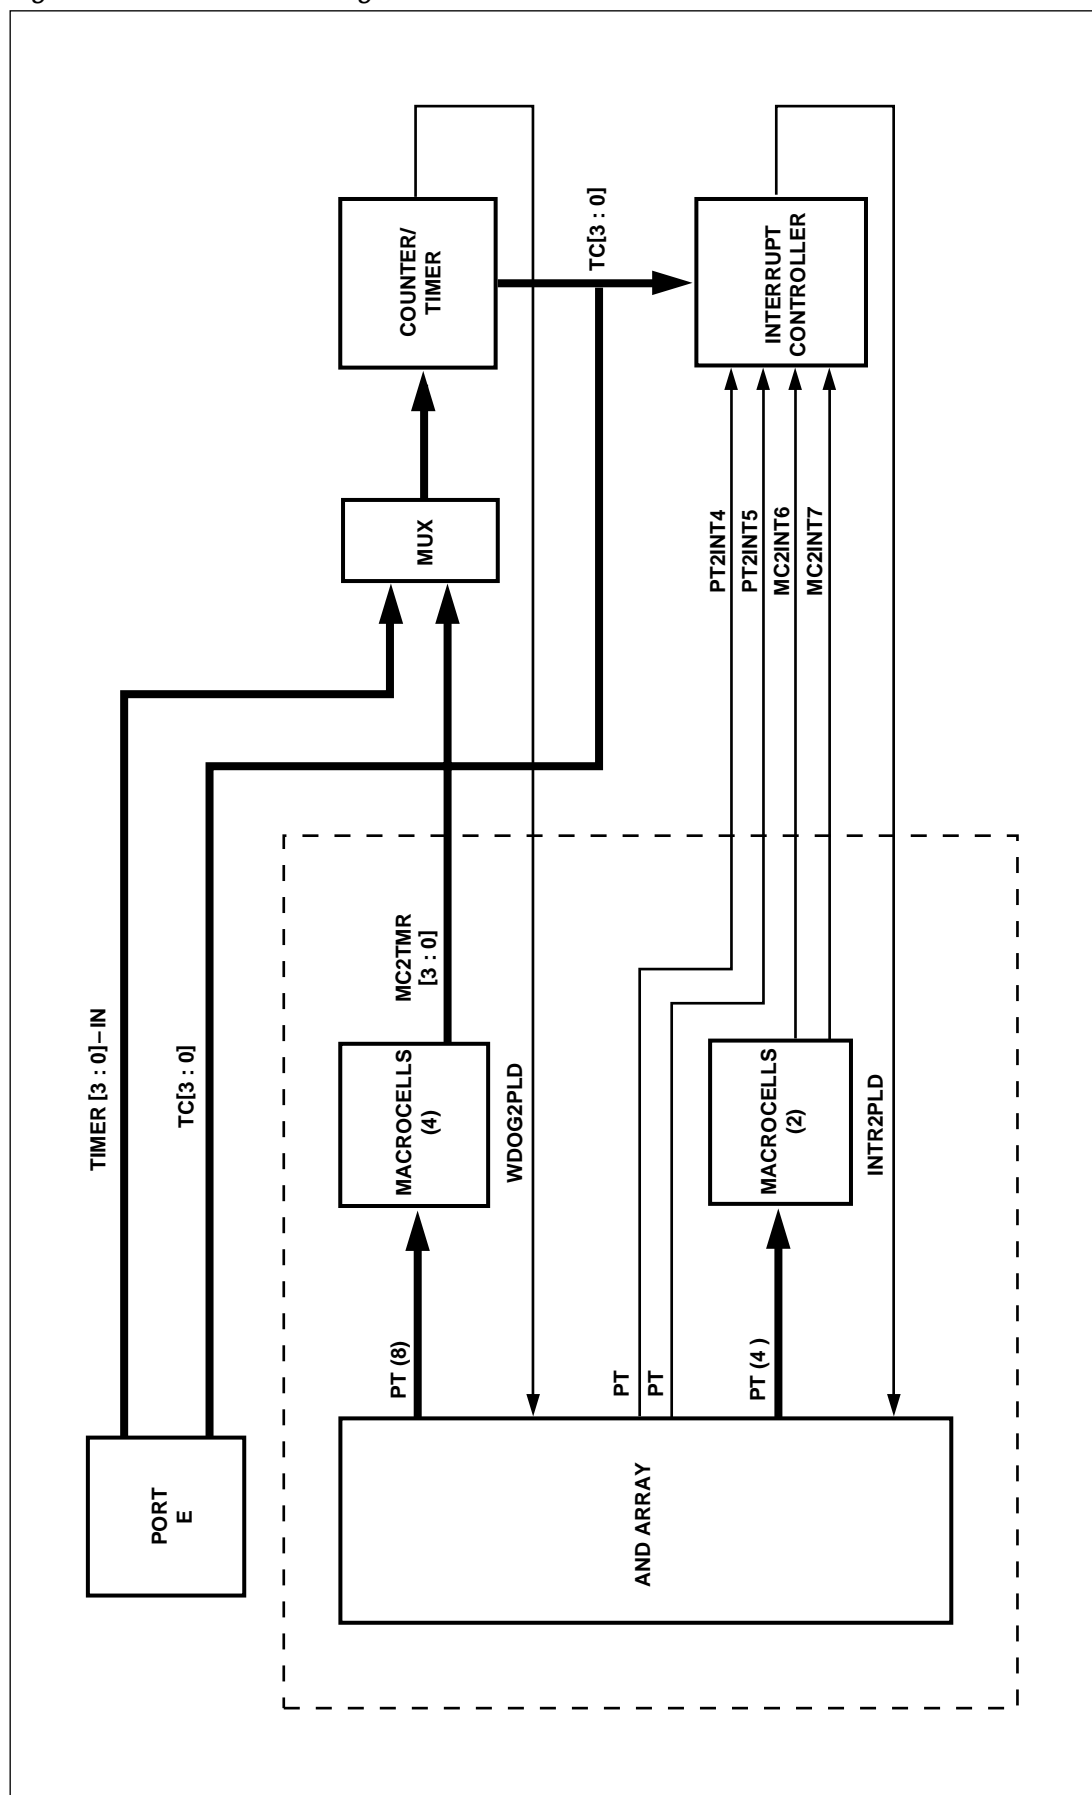 TIMER [3 : 0]–IN
TC[3 : 0]
PORT
E
COUNTER/
TIMER
MUX
MC2TMR
[3 : 0]
MACROCELLS
(4)
PT (8)
TC[3 : 0]
WDOG2PLD
INTERRUPT
CONTROLLER
PT2INT4
PT2INT5
MC2INT6
MC2INT7
PT
PT
MACROCELLS
(2)
PT (4 )
INTR2PLD
AND ARRAY